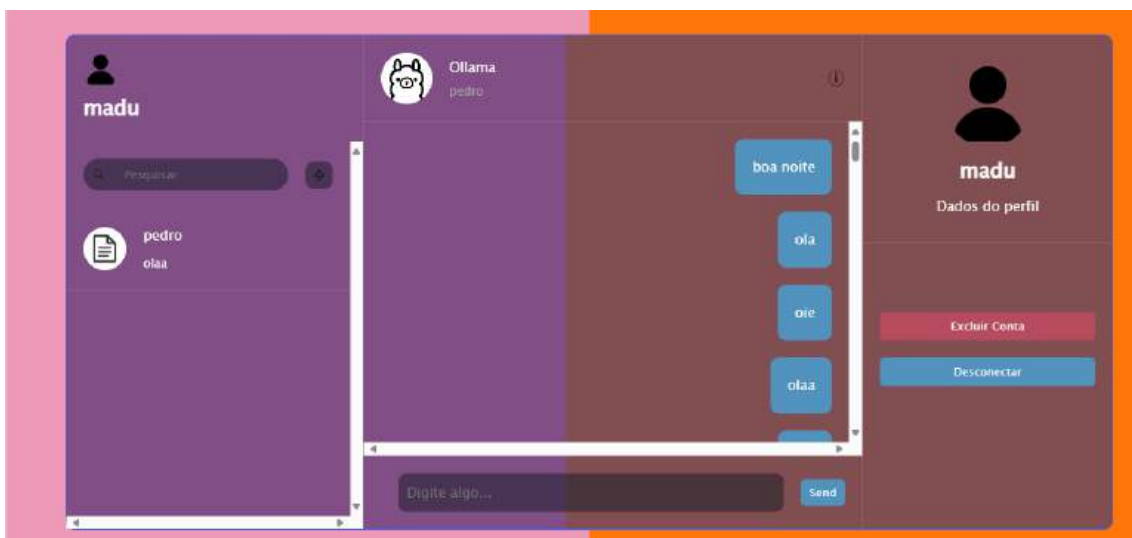 madu
Pesquisar
pedro
olaa
Ollama
pedro
boa noite
ola
oie
olaa
Digite algo...
Send
madu
Dados do perfil
Excluir Conta
Desconectar